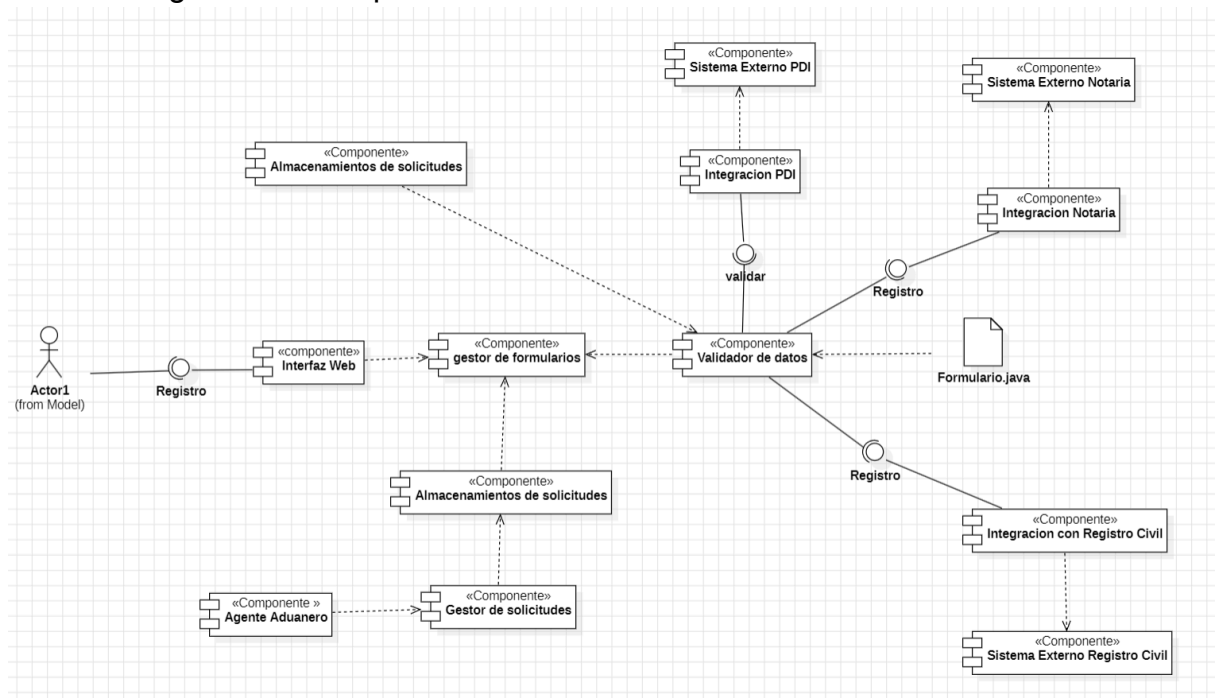 «Componente»
Sistema Externo PDI
«Componente»
Sistema Externo Notaria
«Componente»
Almacenamientos de solicitudes
«Componente»
Integracion PDI
«Componente»
Integracion Notaria
validar
Registro
Actor1
(from Model)
Registro
«componente»
Interfaz Web
«Componente»
gestor de formularios
«Componente»
Validador de datos
Formulario.java
Registro
«Componente»
Almacenamientos de solicitudes
«Componente»
Integracion con Registro Civil
«Componente »
Agente Aduanero
«Componente»
Gestor de solicitudes
«Componente»
Sistema Externo Registro Civil